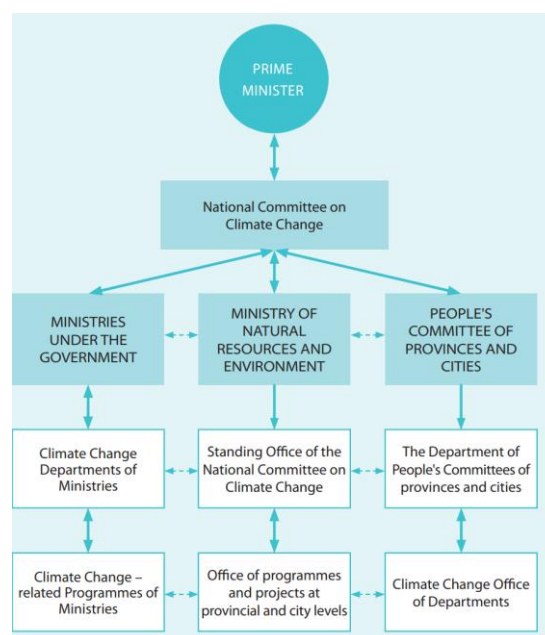 PRIME
MINISTER
National Committee on
Climate Change
MINISTRIES
UNDER THE
GOVERNMENT
MINISTRY OF
NATURAL
RESOURCES AND
ENVIRONMENT
PEOPLE'S
COMMITTEE OF
PROVINCES AND
CITIES
Climate Change
Departments of
Ministries
Standing Office of the
National Committee on
Climate Change
The Department of
People's Committees of
provinces and cities
Climate Change –
related Programmes of
Ministries
Office of programmes
and projects at
provincial and city levels
Climate Change Office
of Departments